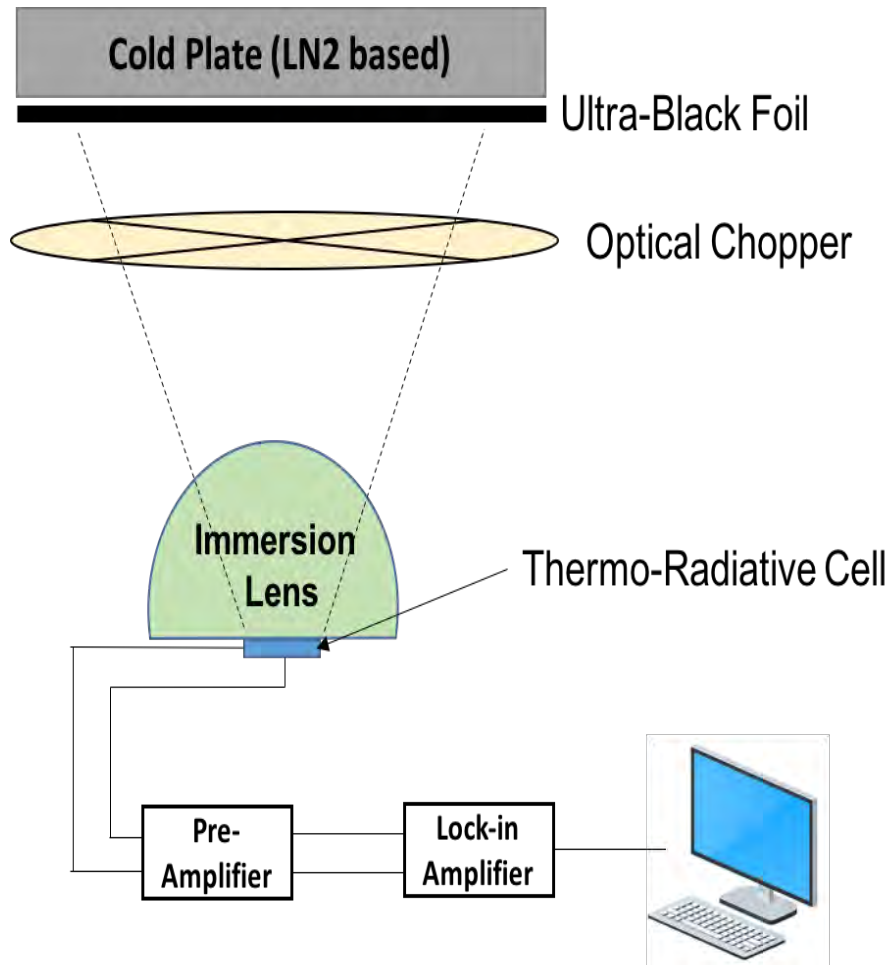 Cold Plate (LN2 based)
Ultra-Black Foil
Optical Chopper
Immersion
Lens
Thermo-Radiative Cell
Pre-
Amplifier
Lock-in
Amplifier